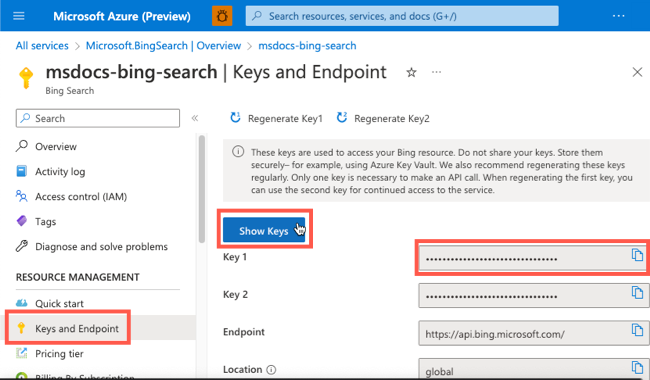 Microsoft Azure (Preview)
Search resources, services, and docs (G+/)
All services > Microsoft.BingSearch | Overview > msdocs-bing-search
msdocs-bing-search | Keys and Endpoint
Bing Search
Search
Regenerate Key1 Regenerate Key2
Overview
Activity log
Access control (IAM)
Tags
Diagnose and solve problems
RESOURCE MANAGEMENT
Quick start
Keys and Endpoint
Pricing tier
Billing By Subscription
These keys are used to access your Bing resource. Do not share your keys. Store them
securely– for example, using Azure Key Vault. We also recommend regenerating these keys
regularly. Only one key is necessary to make an API call. When regenerating the first key, you
can use the second key for continued access to the service.
Show Keys
Key 1 ••••••••••••••••••••••••••••••••
Key 2 ••••••••••••••••••••••••••••••••
Endpoint https://api.bing.microsoft.com/
Location global